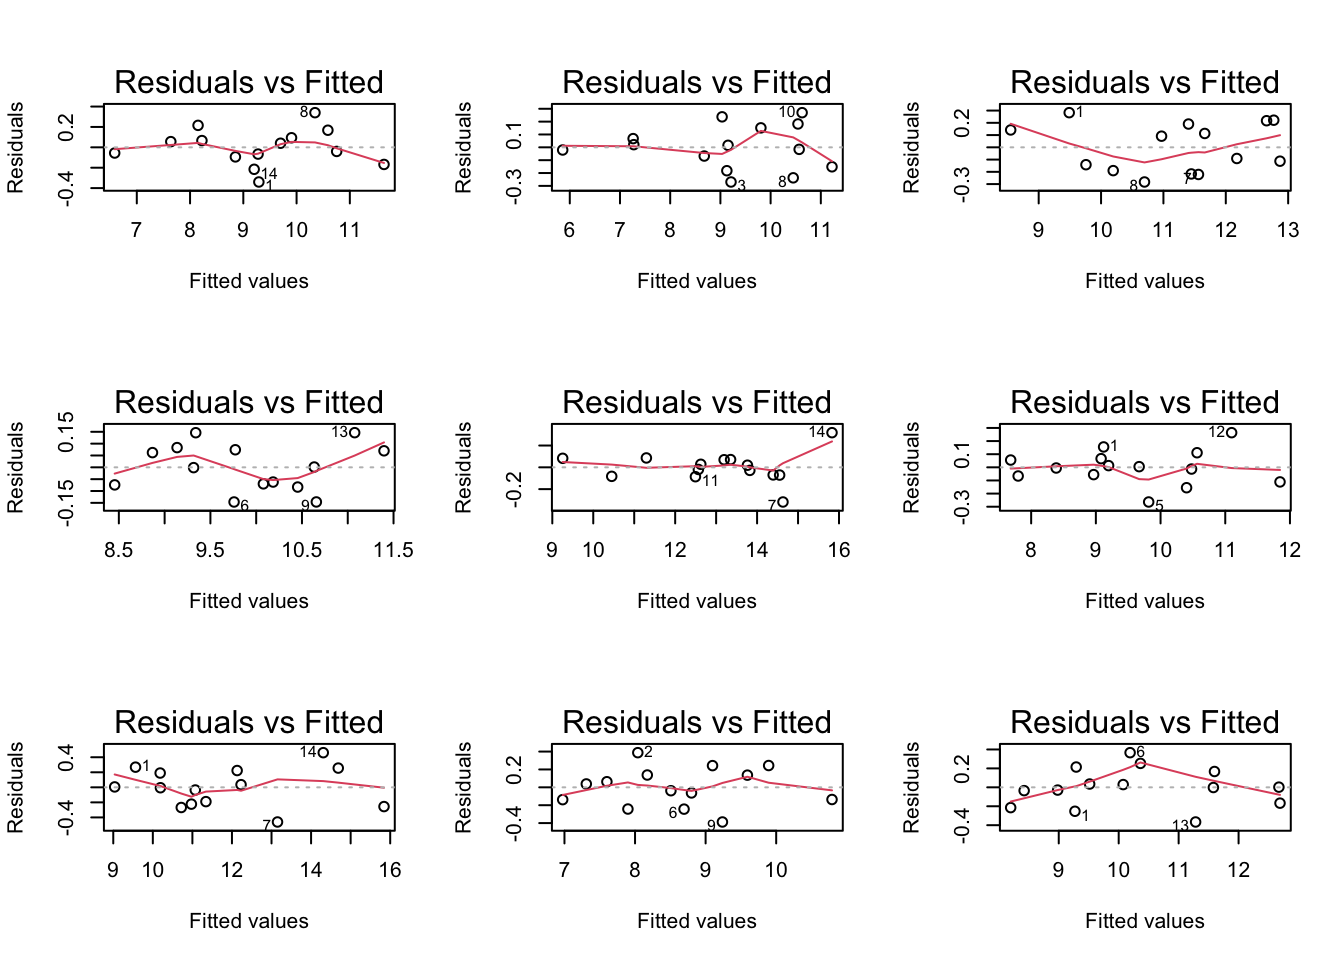 Residuals vs Fitted
Residuals
0.2
-0.4
8
14
1
7 8 9 10 11
Fitted values
Residuals vs Fitted
Residuals
0.1
-0.3
10
8
3
6 7 8 9 10 11
Fitted values
Residuals vs Fitted
Residuals
0.2
-0.3
1
8
7
9 10 11 12 13
Fitted values
Residuals vs Fitted
Residuals
0.15
-0.15
13
6
9
8.5 9.5 10.5 11.5
Fitted values
Residuals vs Fitted
Residuals
-0.2
14
11
7
9 10 12 14 16
Fitted values
Residuals vs Fitted
Residuals
0.1
-0.3
12
1
5
8 9 10 11 12
Fitted values
Residuals vs Fitted
Residuals
0.4
-0.4
14
1
7
9 10 12 14 16
Fitted values
Residuals vs Fitted
Residuals
0.2
-0.4
2
6
9
7 8 9 10
Fitted values
Residuals vs Fitted
Residuals
0.2
-0.4
6
1
13
9 10 11 12
Fitted values